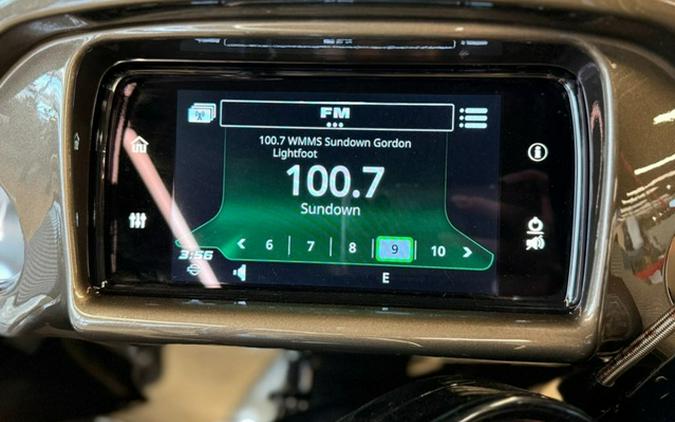 FM
100.7 WMMS Sundown Gordon
Lightfoot
100.7
Sundown
6 7 8 9 10
3:56
E